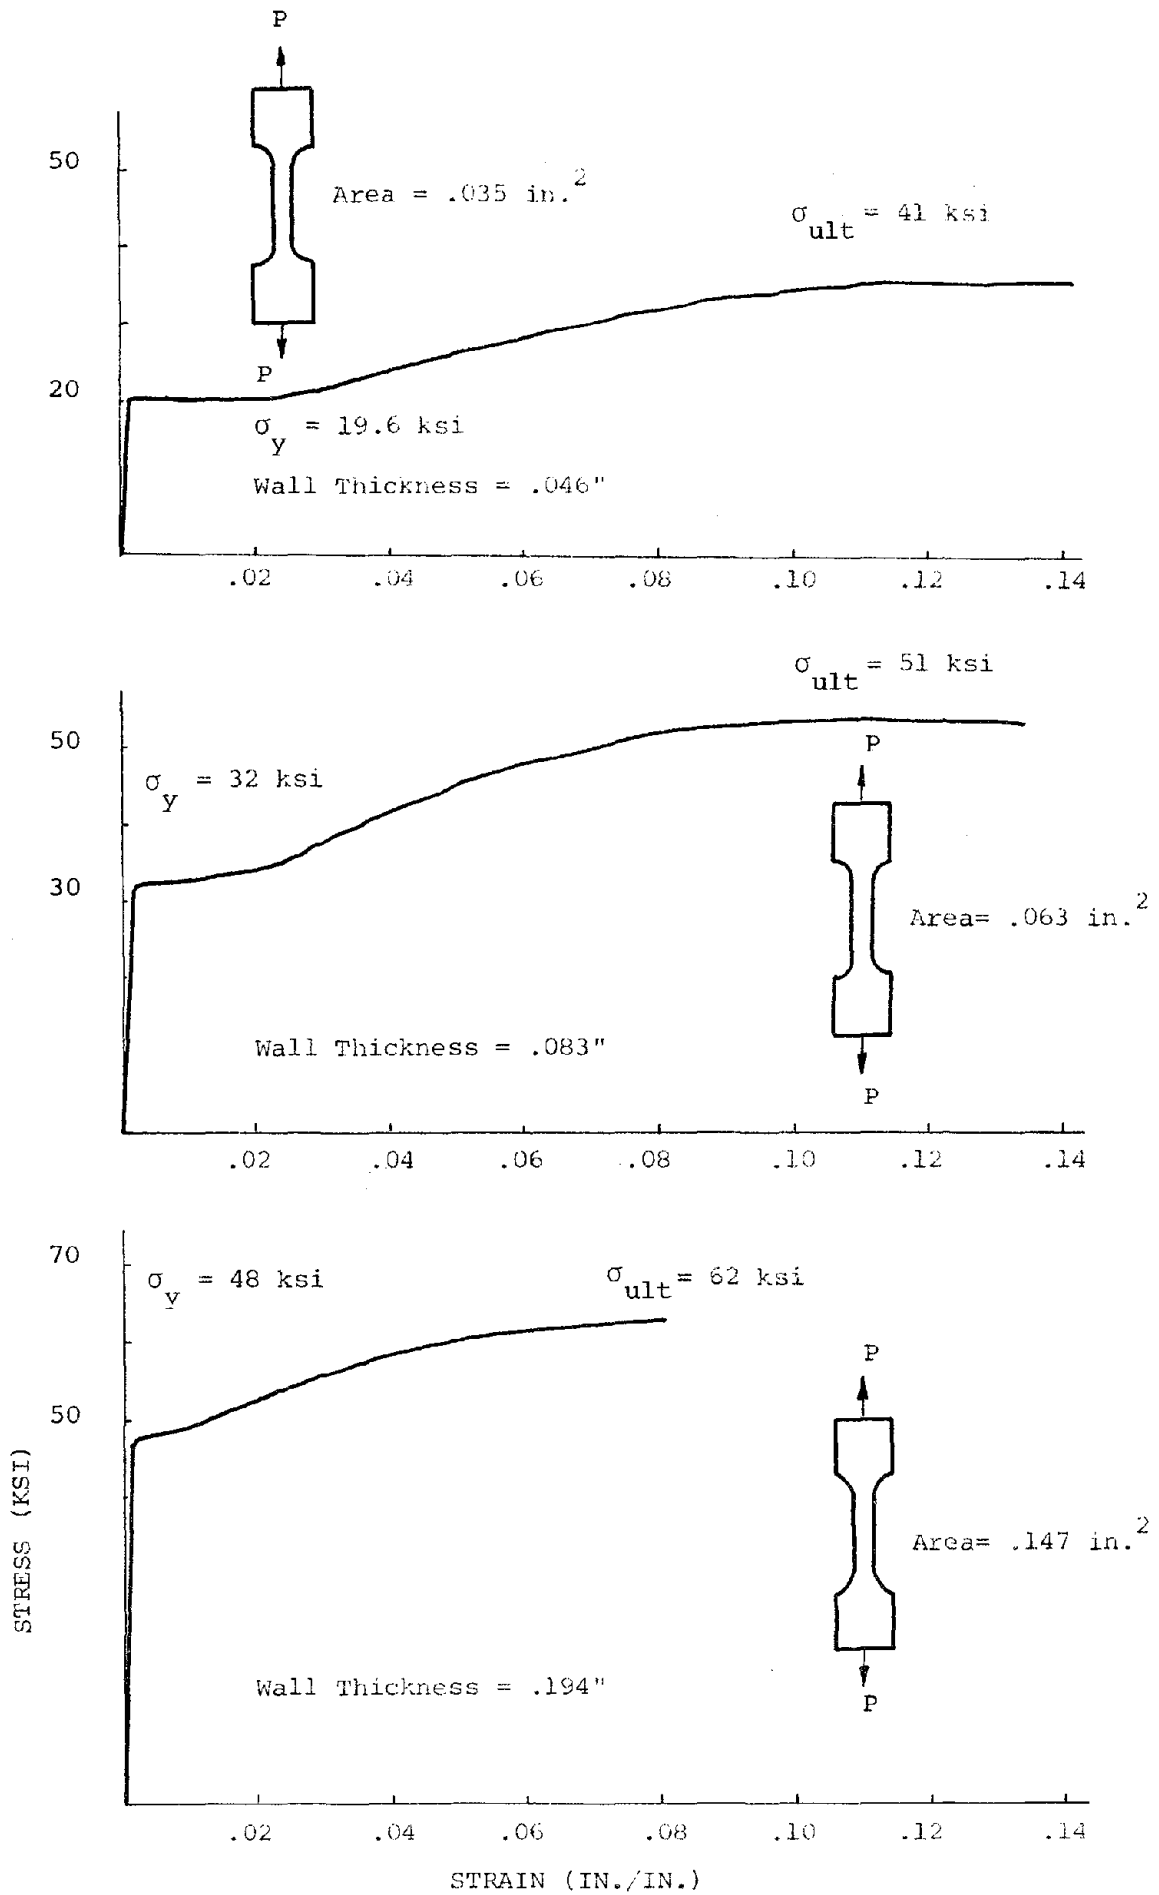 P
50
Area = .035 in.2
σult = 41 ksi
20
P
σy = 19.6 ksi
Wall Thickness = .046"
.02 .04 .06 .08 .10 .12 .14
σult = 51 ksi
50
P
σy = 32 ksi
30
Area= .063 in.2
Wall Thickness = .083"
P
.02 .04 .06 .08 .10 .12 .14
70
σy = 48 ksi
σult = 62 ksi
P
50
STRESS (KSI)
Area= .147 in.2
Wall Thickness = .194"
P
.02 .04 .06 .08 .10 .12 .14
STRAIN (IN./IN.)